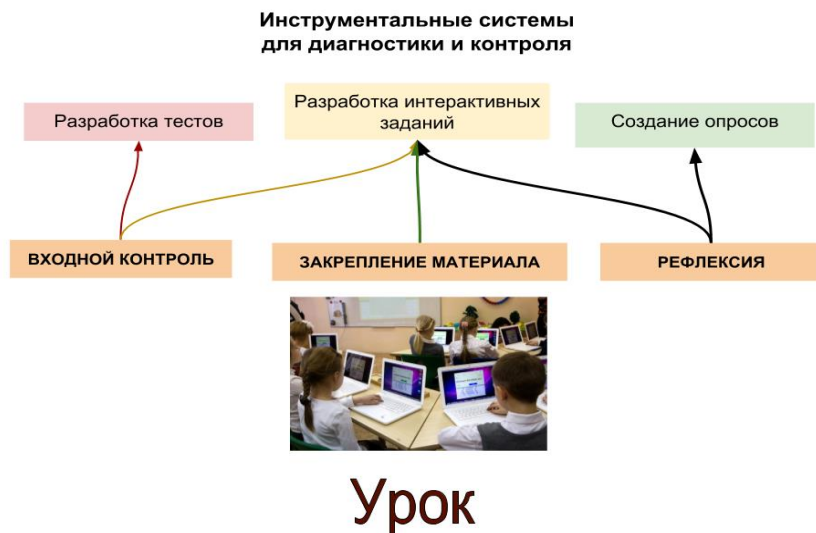 Инструментальные системы
для диагностики и контроля
Разработка тестов
Разработка интерактивных
заданий
Создание опросов
ВХОДНОЙ КОНТРОЛЬ
ЗАКРЕПЛЕНИЕ МАТЕРИАЛА
РЕФЛЕКСИЯ
Урок